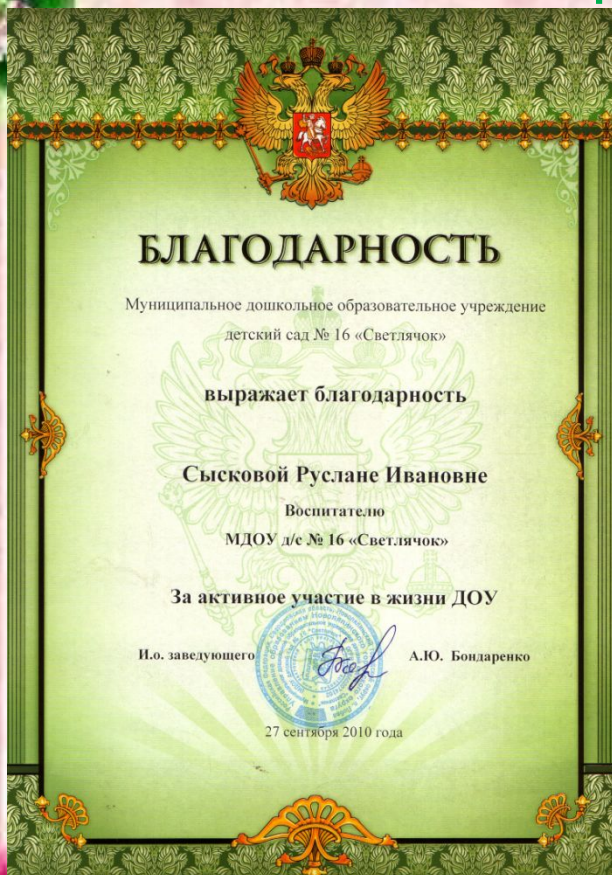 БЛАГОДАРНОСТЬ
Муниципальное дошкольное образовательное учреждение
детский сад № 16 «Светлячок»
выражает благодарность
Сысковой Руслане Ивановне
Воспитателю
МДОУ д/с № 16 «Светлячок»
За активное участие в жизни ДОУ
И.о. заведующего А.Ю. Бондаренко
27 сентября 2010 года